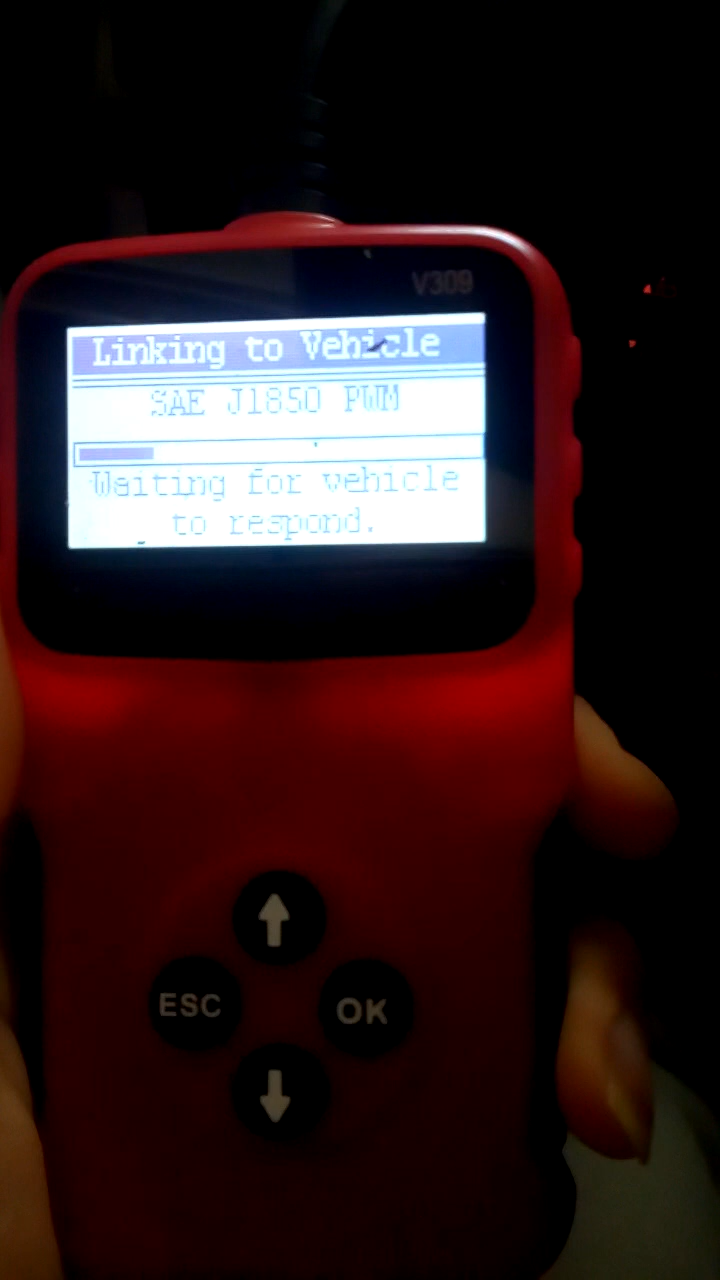 V309
Linking to Vehicle
SAE J1850 PWM
Waiting for vehicle
to respond.
ESC
OK